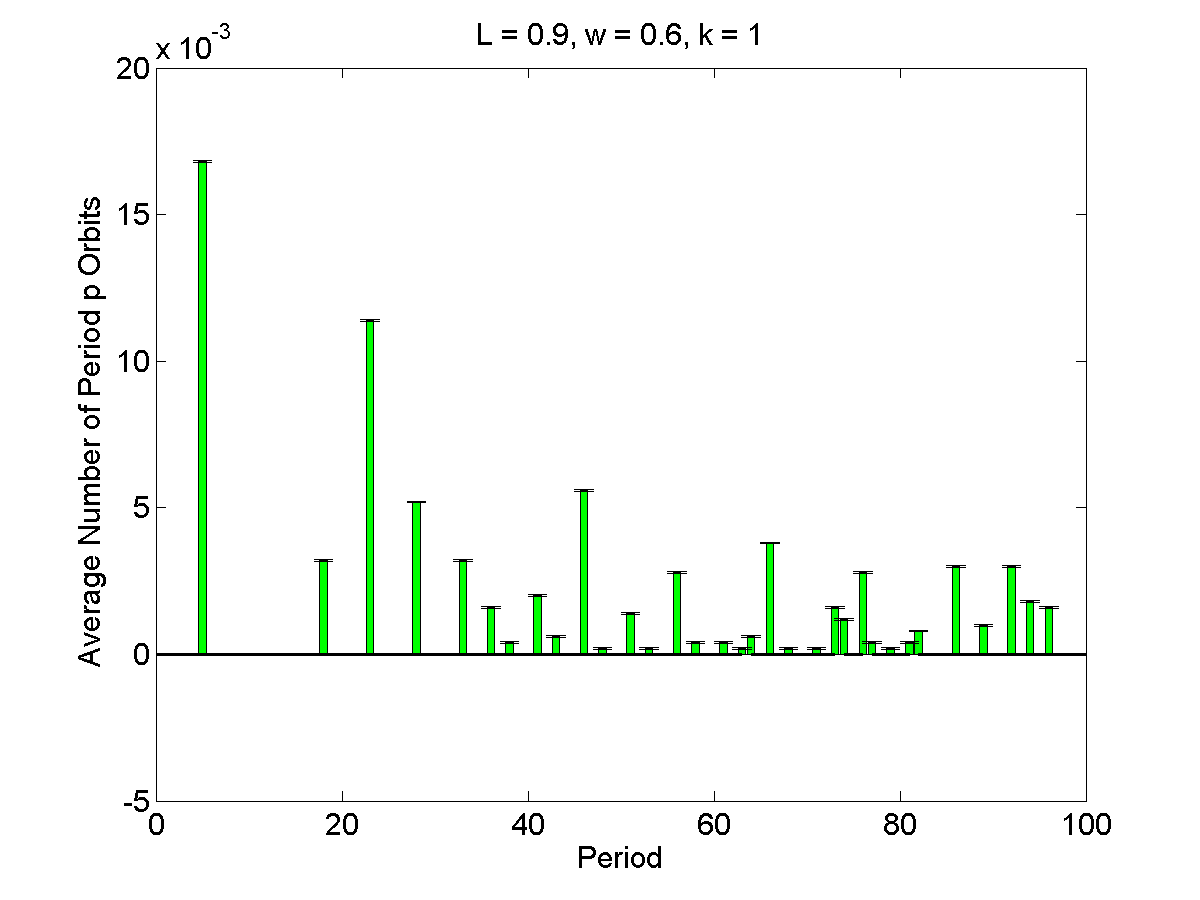 L = 0.9, w = 0.6, k = 1
x 10⁻³
20
15
10
5
0
-5
0 20 40 60 80 100
Period
Average Number of Period p Orbits